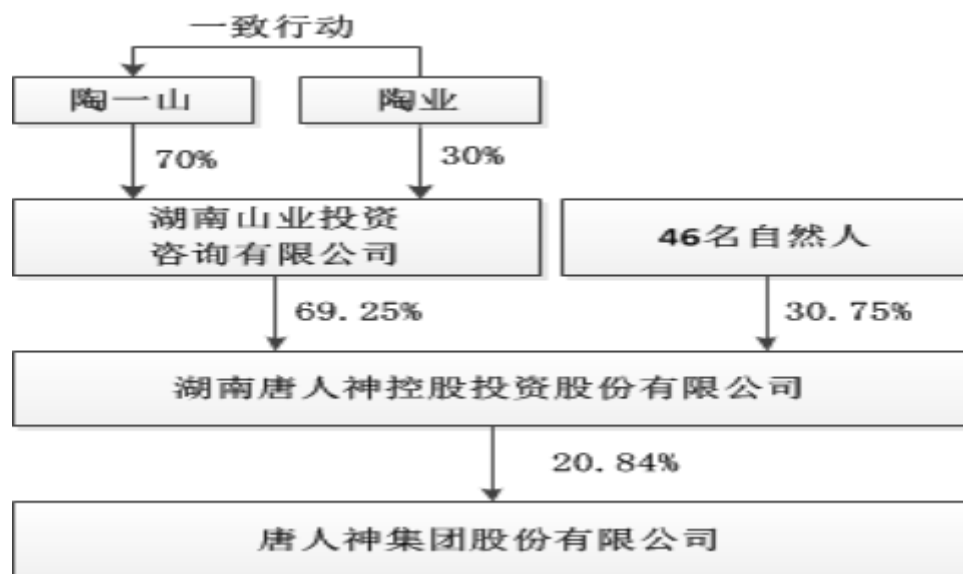 一致行动
陶一山
陶业
70%
30%
湖南山业投资
咨询有限公司
46名自然人
69.25%
30.75%
湖南唐人神控股投资股份有限公司
20.84%
唐人神集团股份有限公司